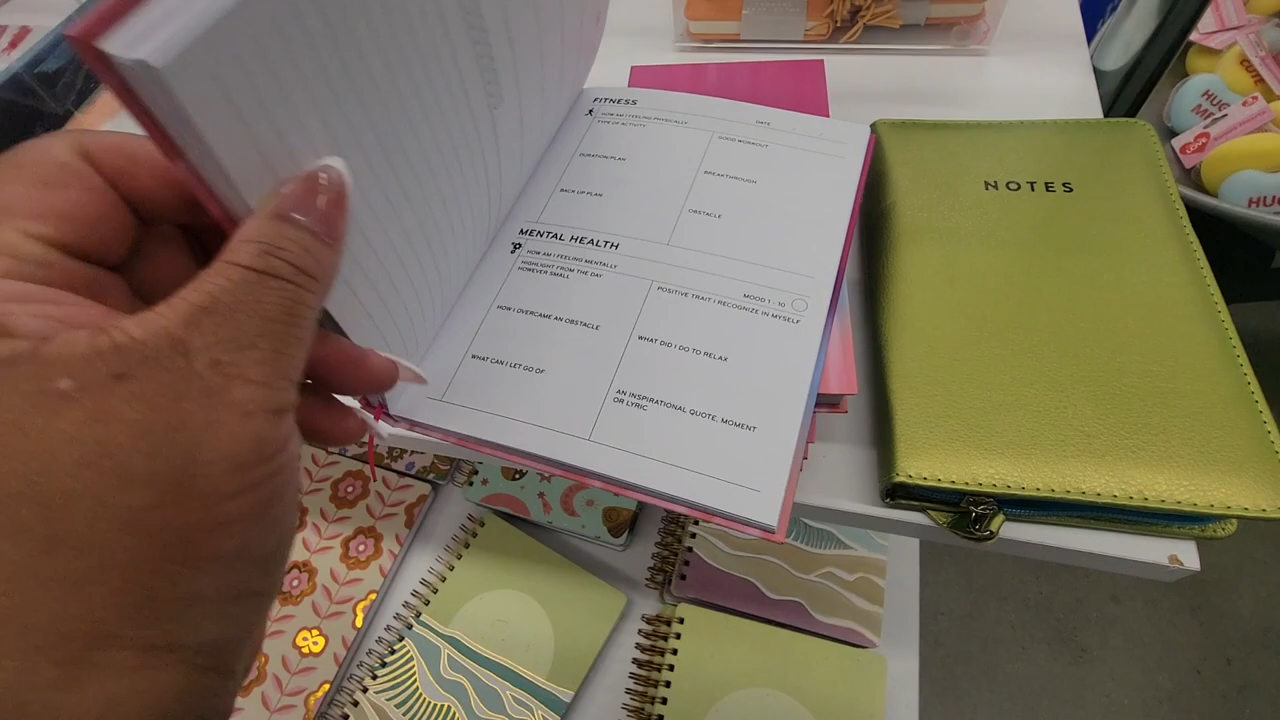 FITNESS
HOW AM I FEELING PHYSICALLY
DATE / /
TYPE OF ACTIVITY
GOOD WORKOUT
DURATION/PLAN
BREAKTHROUGH
BACK UP PLAN
OBSTACLE
MENTAL HEALTH
HOW AM I FEELING MENTALLY
MOOD 1 - 10
HIGHLIGHT FROM THE DAY
HOWEVER SMALL
POSITIVE TRAIT I RECOGNIZE IN MYSELF
HOW I OVERCAME AN OBSTACLE
WHAT DID I DO TO RELAX
WHAT CAN I LET GO OF
AN INSPIRATIONAL QUOTE, MOMENT
OR LYRIC
NOTES
CUTE
HUG
ME
LOVE
HUG